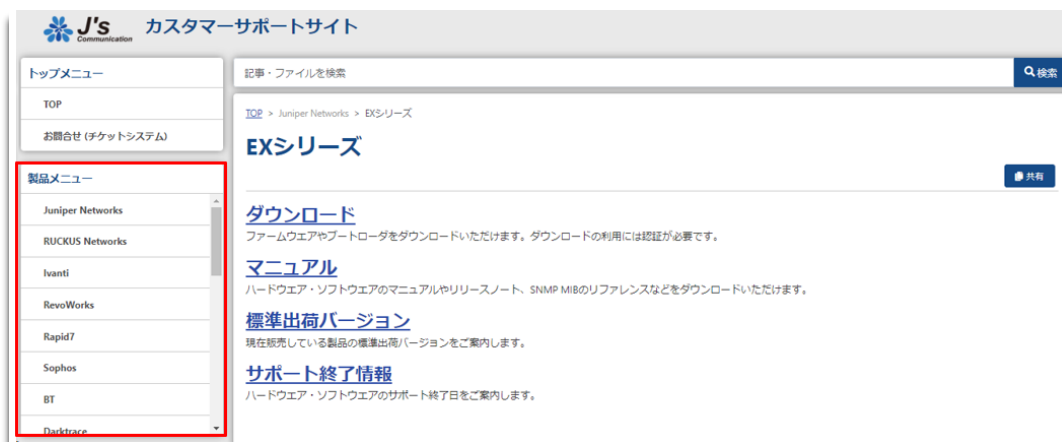 J's Communication カスタマーサポートサイト
トップメニュー
TOP
お問合せ (チケットシステム)
製品メニュー
Juniper Networks
RUCKUS Networks
Ivanti
RevoWorks
Rapid7
Sophos
BT
Darktrace
記事・ファイルを検索
検索
TOP > Juniper Networks > EXシリーズ
EXシリーズ
共有
ダウンロード
ファームウエアやブートローダをダウンロードいただけます。ダウンロードの利用には認証が必要です。
マニュアル
ハードウエア・ソフトウエアのマニュアルやリリースノート、SNMP MIBのリファレンスなどをダウンロードいただけます。
標準出荷バージョン
現在販売している製品の標準出荷バージョンをご案内します。
サポート終了情報
ハードウエア・ソフトウエアのサポート終了日をご案内します。